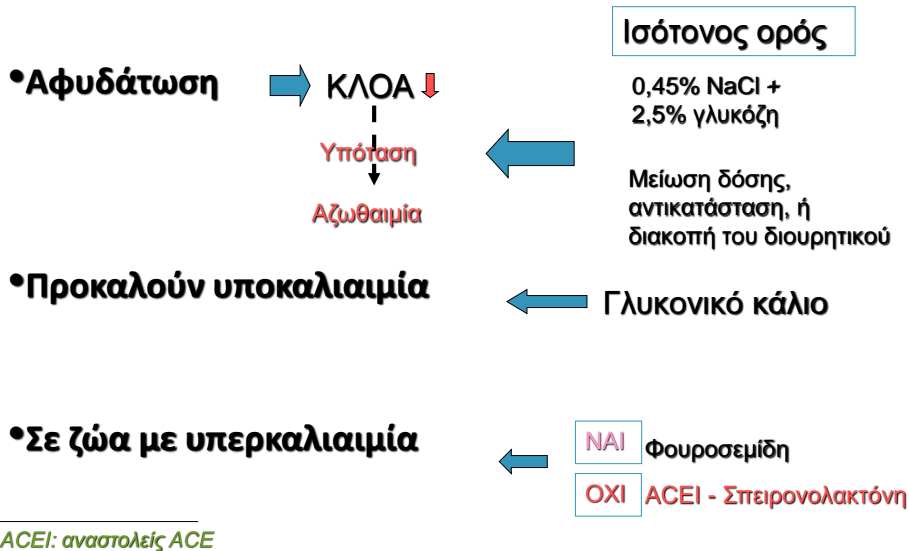 Ισότονος ορός
•Αφυδάτωση
ΚΛΟΑ
0,45% NaCl +
2,5% γλυκόζη
Υπόταση
Αζωθαιμία
Μείωση δόσης,
αντικατάσταση, ή
διακοπή του διουρητικού
•Προκαλούν υποκαλιαιμία
Γλυκονικό κάλιο
•Σε ζώα με υπερκαλιαιμία
ΝΑΙ Φουροσεμίδη
ΟΧΙ ACEI - Σπειρονολακτόνη
ACEI: αναστολείς ACE